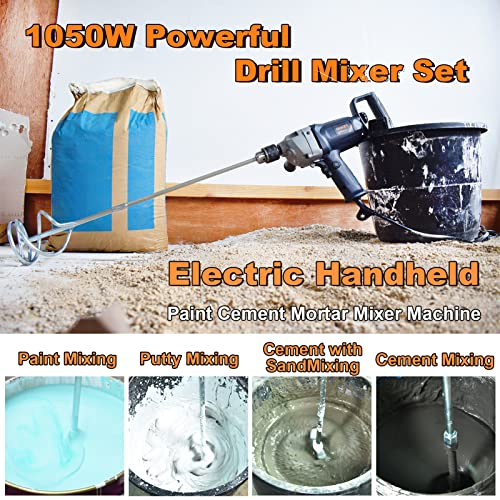 1050W Powerful
Drill Mixer Set
Electric Handheld
Paint Cement Mortar Mixer Machine
Paint Mixing
Putty Mixing
Cement with
SandMixing
Cement Mixing